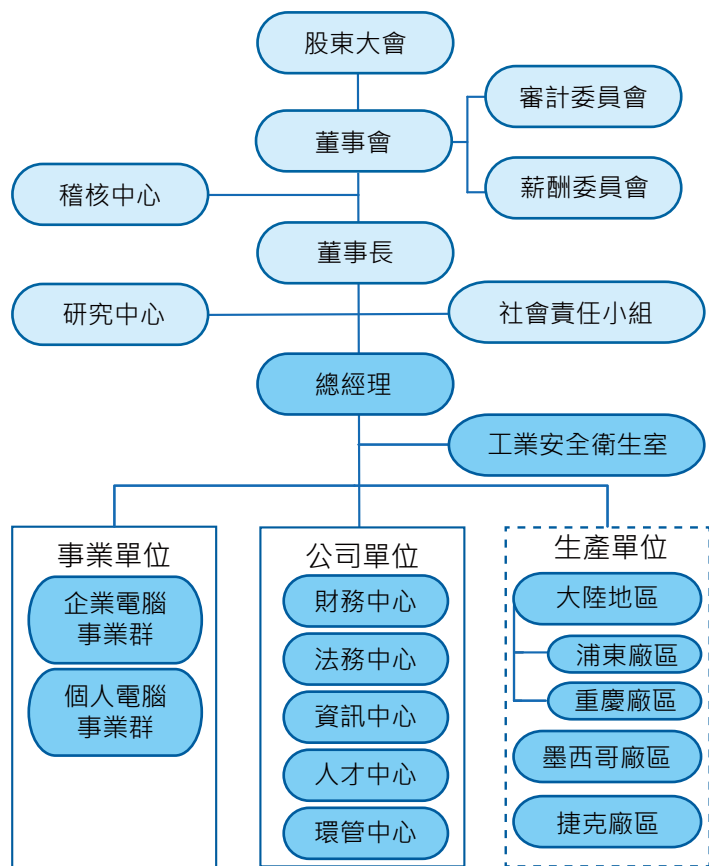 股東大會
審計委員會
董事會
薪酬委員會
稽核中心
董事長
研究中心
社會責任小組
總經理
工業安全衛生室
事業單位
企業電腦
事業群
個人電腦
事業群
公司單位
財務中心
法務中心
資訊中心
人才中心
環管中心
生產單位
大陸地區
浦東廠區
重慶廠區
墨西哥廠區
捷克廠區